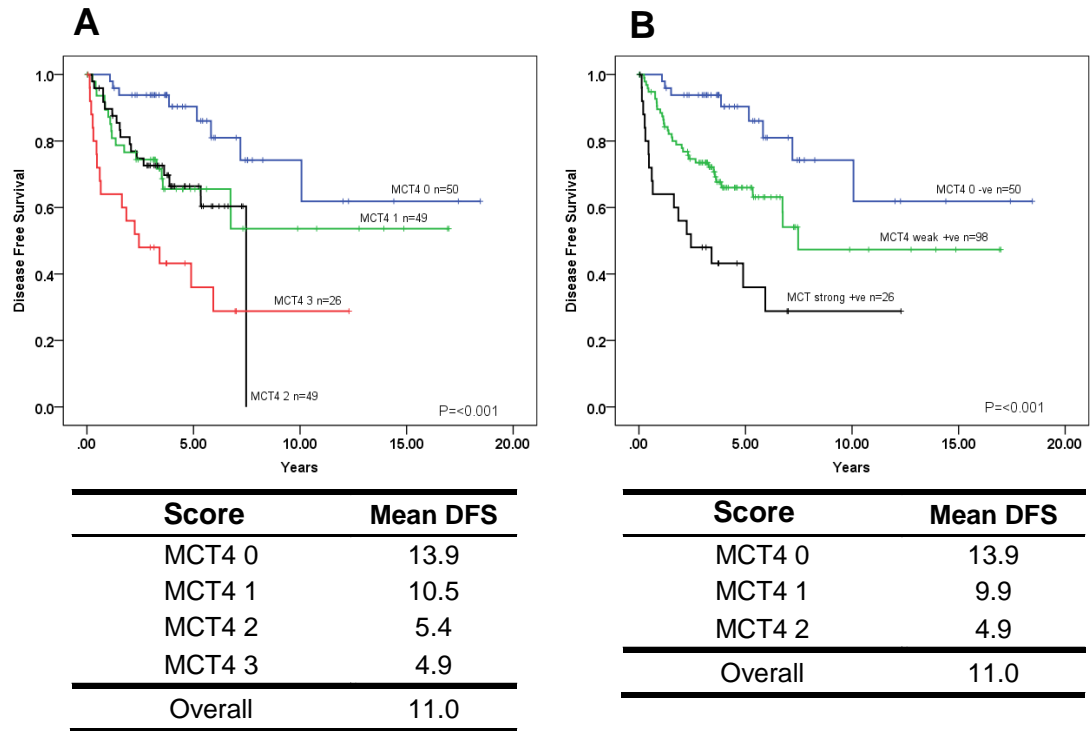 A
Disease Free Survival
1.0
0.8
0.6
0.4
0.2
0.0
MCT4 0 n=50
MCT4 1 n=49
MCT4 3 n=26
MCT4 2 n=49
P=<0.001
.00 5.00 10.00 15.00 20.00
Years
Score Mean DFS
MCT4 0 13.9
MCT4 1 10.5
MCT4 2 5.4
MCT4 3 4.9
Overall 11.0
B
Disease Free Survival
1.0
0.8
0.6
0.4
0.2
0.0
MCT4 0 -ve n=50
MCT4 weak +ve n=98
MCT strong +ve n=26
P=<0.001
.00 5.00 10.00 15.00 20.00
Years
Score Mean DFS
MCT4 0 13.9
MCT4 1 9.9
MCT4 2 4.9
Overall 11.0